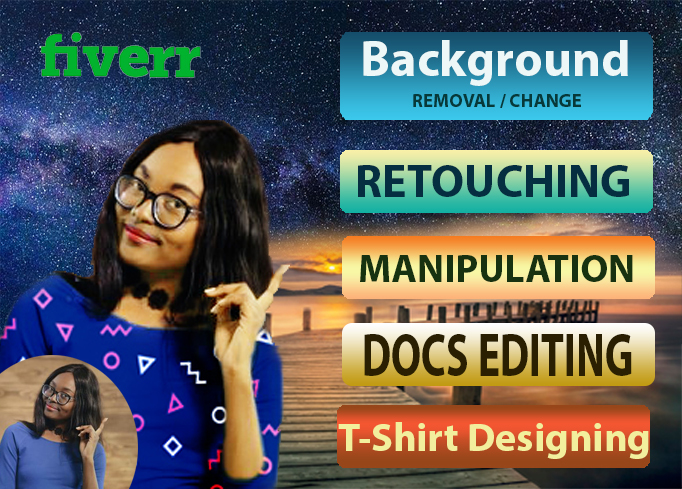 fiverr
Background
REMOVAL / CHANGE
RETOUCHING
MANIPULATION
DOCS EDITING
T-Shirt Designing